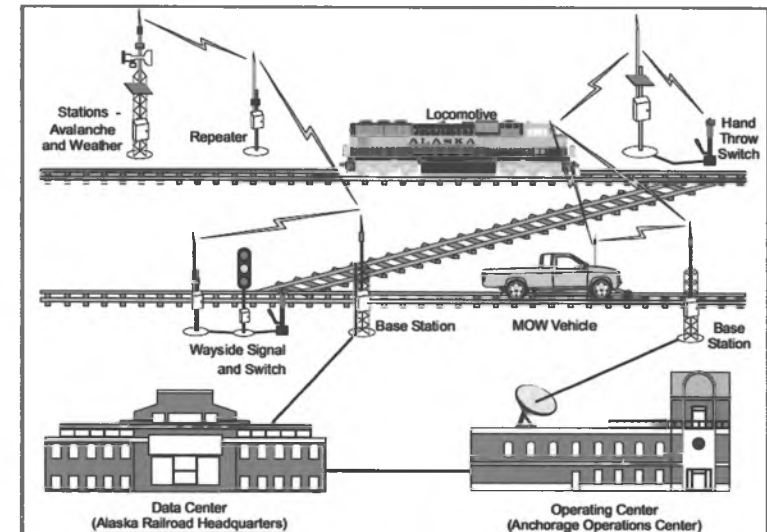 Stations -
Avalanche
and Weather
Repeater
Locomotive
ALASKA
Hand
Throw
Switch
Wayside Signal
and Switch
Base Station
MOW Vehicle
Base
Station
Data Center
(Alaska Railroad Headquarters)
Operating Center
(Anchorage Operations Center)